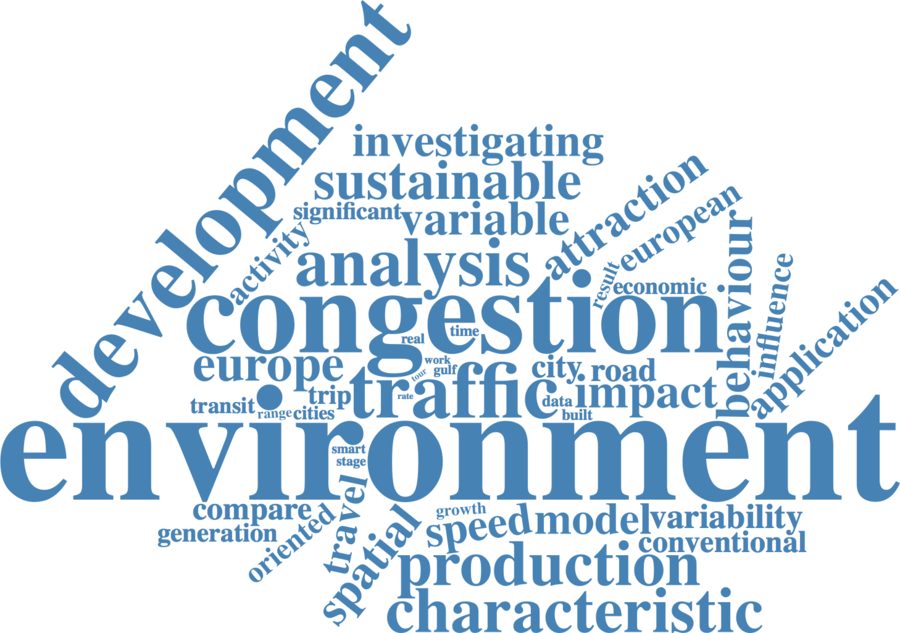 development
investigating
sustainable
significant
variable
attraction
european
activity
analysis
result
economic
behaviour
influence
congestion
real
time
application
europe
work
gulf
tour
city
road
trip
traffic
rate
impact
data
transit
range
cities
built
environment
smart
stage
compare
growth
generation
oriented
travel
spatial
speed
model
variability
conventional
production
characteristic